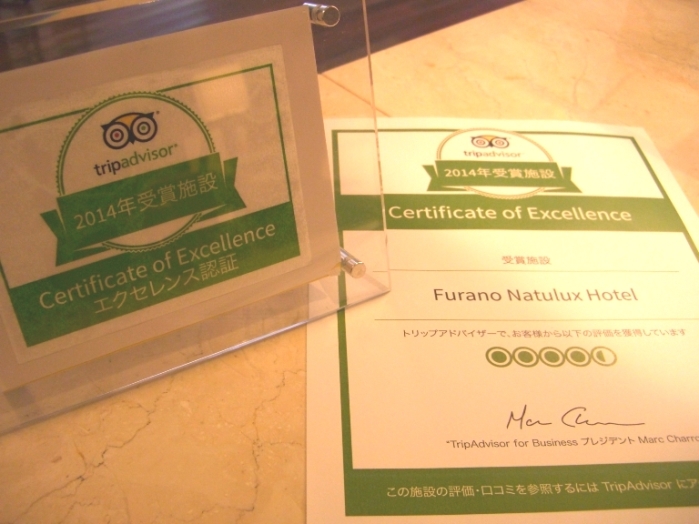 tripadvisor
2014年受賞施設
Certificate of Excellence
エクセレンス認証
tripadvisor
2014年受賞施設
Certificate of Excellence
受賞施設
Furano Natulux Hotel
トリップアドバイザーで、お客様から以下の評価を獲得しています
"TripAdvisor for Business プレジデント Marc Charro
この施設の評価・口コミを参照するには TripAdvisor にア